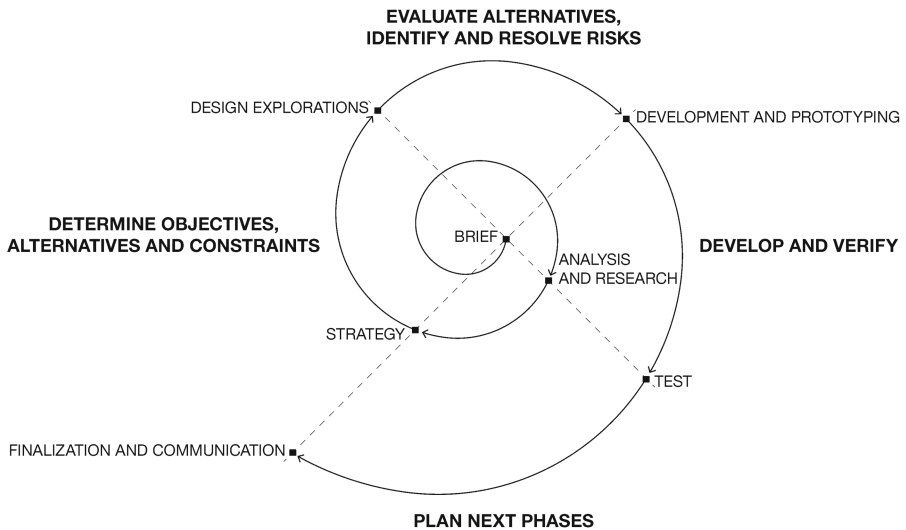 EVALUATE ALTERNATIVES,
IDENTIFY AND RESOLVE RISKS
DESIGN EXPLORATIONS
DEVELOPMENT AND PROTOTYPING
DETERMINE OBJECTIVES,
ALTERNATIVES AND CONSTRAINTS
BRIEF
DEVELOP AND VERIFY
ANALYSIS
AND RESEARCH
STRATEGY
TEST
FINALIZATION AND COMMUNICATION
PLAN NEXT PHASES